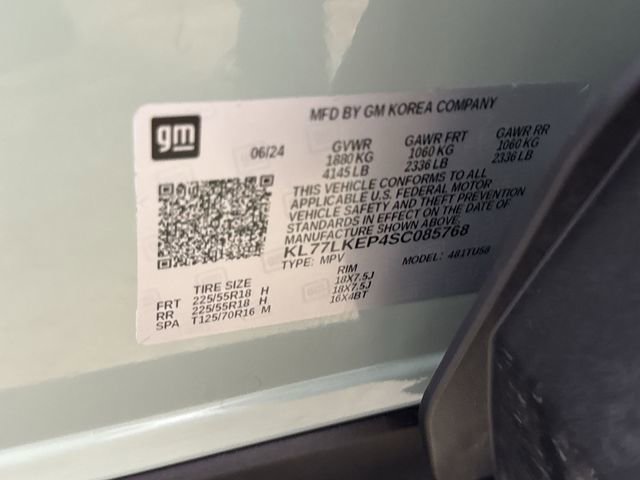 MFD BY GM KOREA COMPANY
gm
06/24
GVWR GAWR FRT GAWR RR
1880 KG 1060 KG 1060 KG
4145 LB 2336 LB 2336 LB
THIS VEHICLE CONFORMS TO ALL
APPLICABLE U.S. FEDERAL MOTOR
VEHICLE SAFETY AND THEFT PREVENTION
STANDARDS IN EFFECT ON THE DATE OF
MANUFACTURE SHOWN ABOVE.
KL77LKEP4SC085768
TYPE: MPV MODEL: 481TU58
TIRE SIZE RIM
FRT 225/55R18 H 18X7.5J
RR 225/55R18 H 18X7.5J
SPA T125/70R16 M 16X4BT